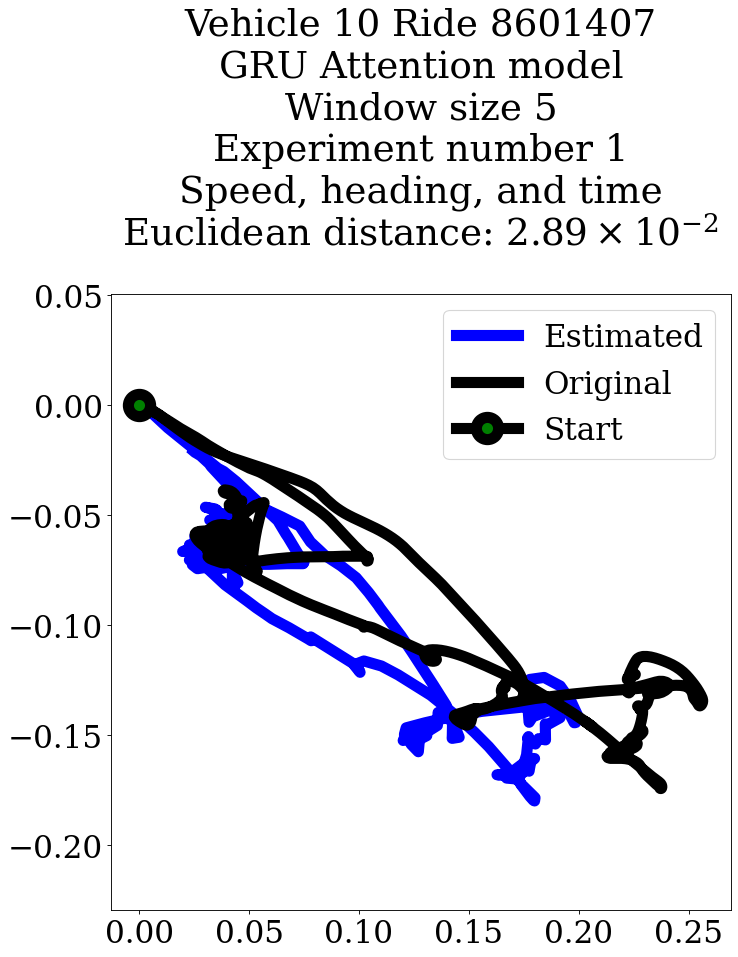 Vehicle 10 Ride 8601407
GRU Attention model
Window size 5
Experiment number 1
Speed, heading, and time
Euclidean distance: 2.89 × 10⁻²
0.05
Estimated
Original
Start
0.00
−0.05
−0.10
−0.15
−0.20
0.00 0.05 0.10 0.15 0.20 0.25